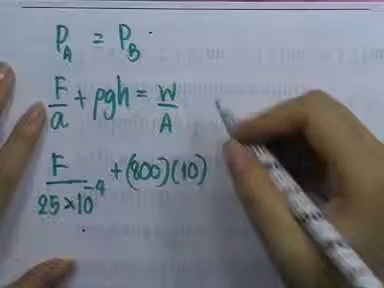 P_A = P_B
F/a + ρgh = W/A
F/25×10⁻⁴ + (800)(10)